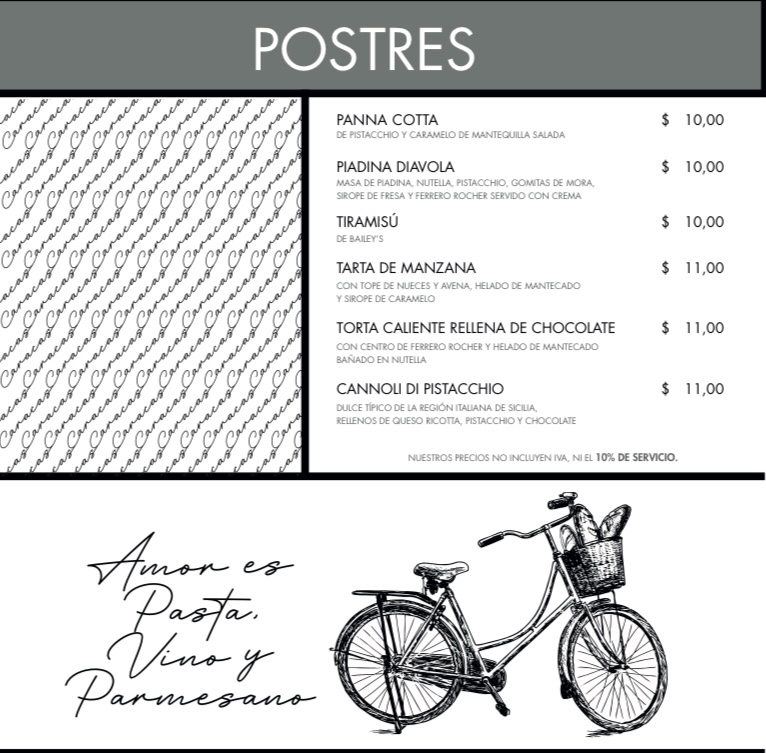 POSTRES
PANNA COTTA $ 10,00
DE PISTACCHIO Y CARAMELO DE MANTEQUILLA SALADA
PIADINA DIAVOLA $ 10,00
MASA DE PIADINA, NUTELLA, PISTACCHIO, GOMITAS DE MORA,
SIROPE DE FRESA Y FERRERO ROCHER SERVIDO CON CREMA
TIRAMISÚ $ 10,00
DE BAILEY'S
TARTA DE MANZANA $ 11,00
CON TOPE DE NUECES Y AVENA, HELADO DE MANTECADO
Y SIROPE DE CARAMELO
TORTA CALIENTE RELLENA DE CHOCOLATE $ 11,00
CON CENTRO DE FERRERO ROCHER Y HELADO DE MANTECADO
BAÑADO EN NUTELLA
CANNOLI DI PISTACCHIO $ 11,00
DULCE TÍPICO DE LA REGIÓN ITALIANA DE SICILIA,
RELLENOS DE QUESO RICOTTA, PISTACCHIO Y CHOCOLATE
NUESTROS PRECIOS NO INCLUYEN IVA, NI EL 10% DE SERVICIO.
Amor es
Pasta,
Vino y
Parmesano